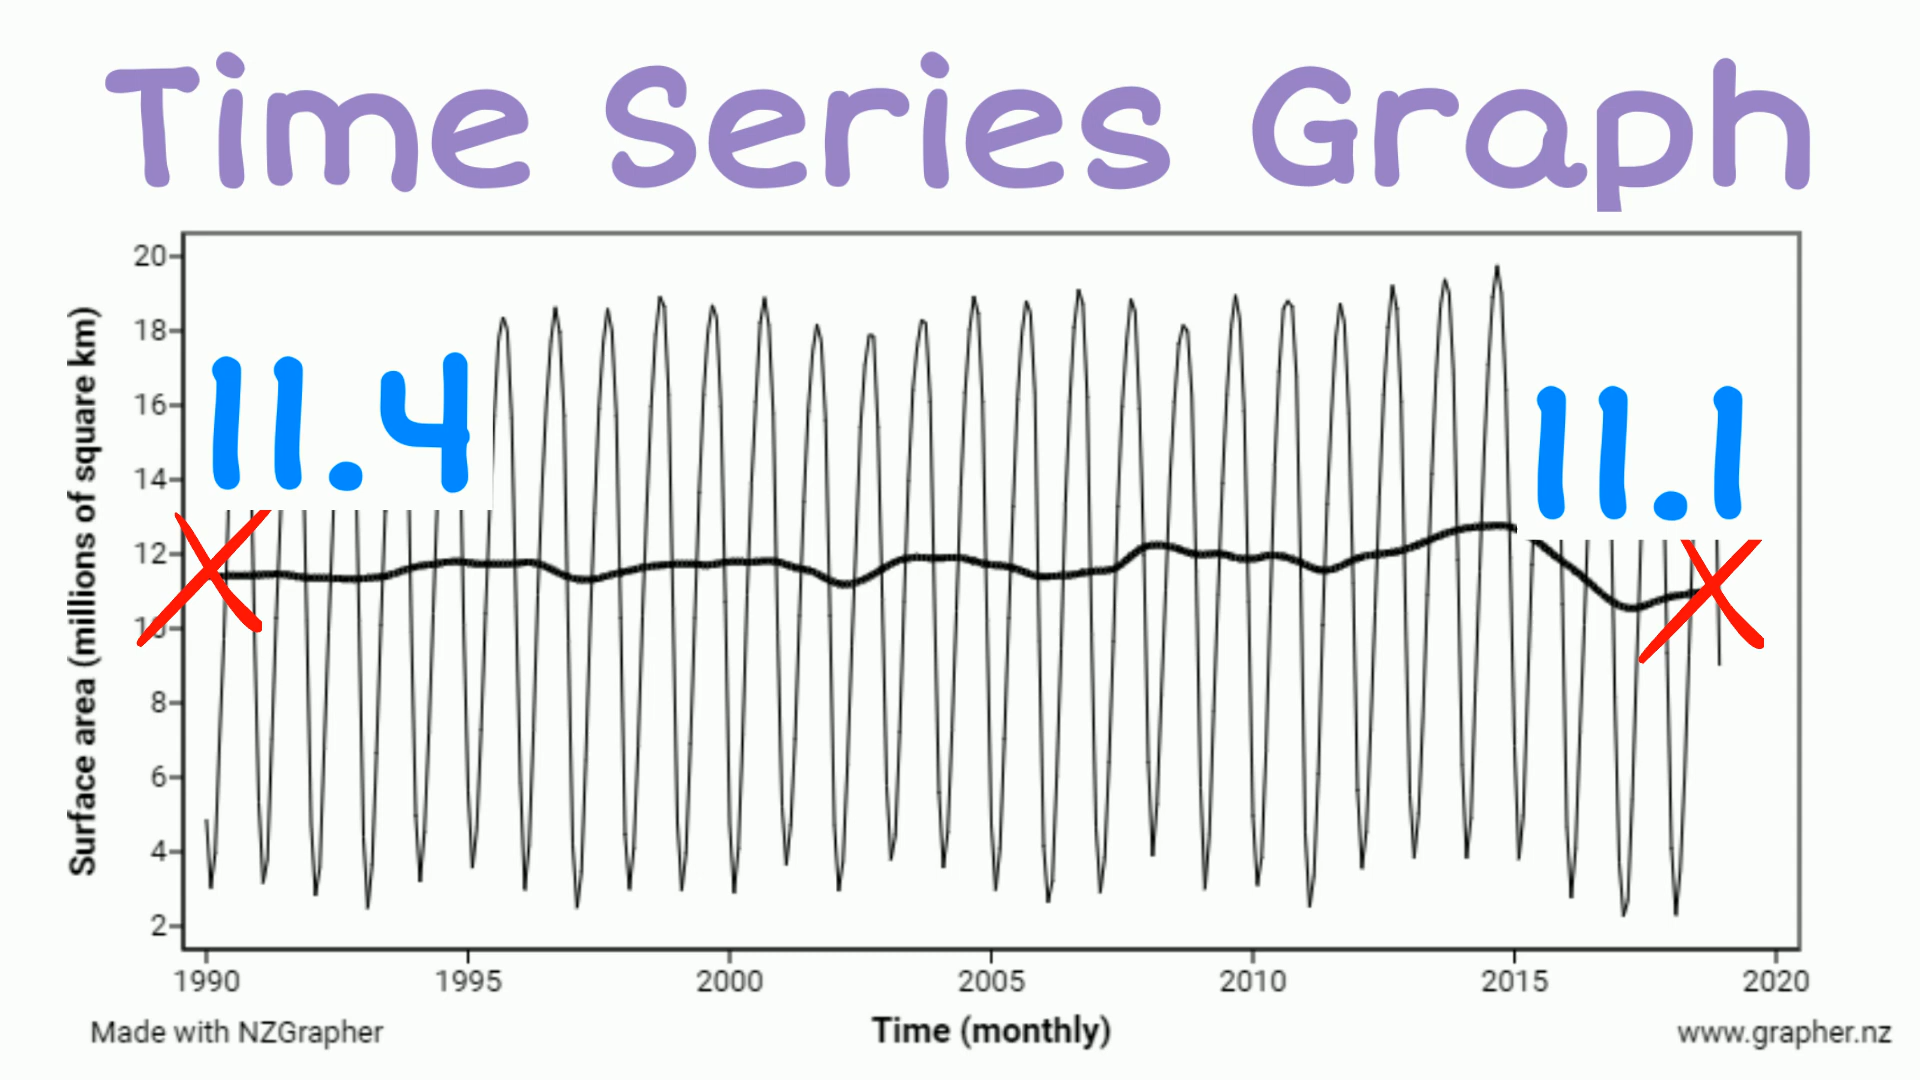 Time Series Graph
20
18
16
14
12
10
8
6
4
2
Surface area (millions of square km)
11.4
11.1
1990 1995 2000 2005 2010 2015 2020
Time (monthly)
Made with NZGrapher
www.grapher.nz